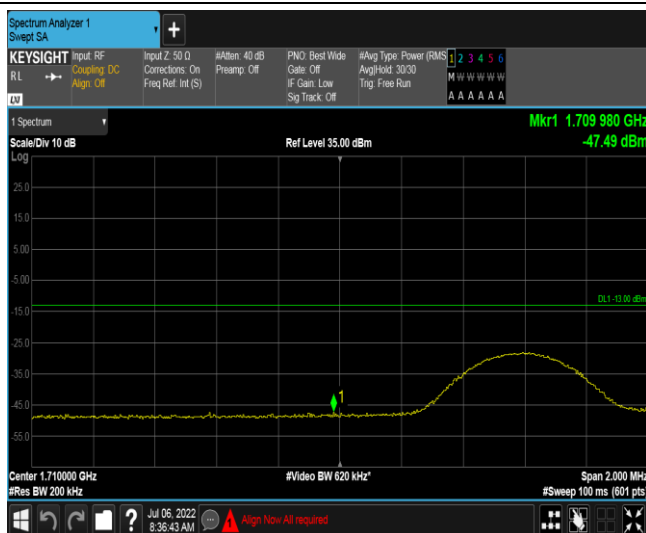 Spectrum Analyzer 1
Swept SA
+
KEYSIGHT
RL
LXI
Input: RF
Coupling: DC
Align: Off
Input Z: 50 Ω
Corrections: On
Freq Ref: Int (S)
#Atten: 40 dB
Preamp: Off
PNO: Best Wide
Gate: Off
IF Gain: Low
Sig Track: Off
#Avg Type: Power (RMS
Avg|Hold: 30/30
Trig: Free Run
1 2 3 4 5 6
M W W W W W
A A A A A A
1 Spectrum
Mkr1 1.709 980 GHz
Scale/Div 10 dB
Ref Level 35.00 dBm
-47.49 dBm
Log
25.0
15.0
5.00
-5.00
-15.0
DL1 -13.00 dBm
-25.0
-35.0
-45.0
1
-55.0
Center 1.710000 GHz
#Video BW 620 kHz*
Span 2.000 MHz
#Res BW 200 kHz
#Sweep 100 ms (601 pts
?
Jul 06, 2022
8:36:43 AM
Align Now All required